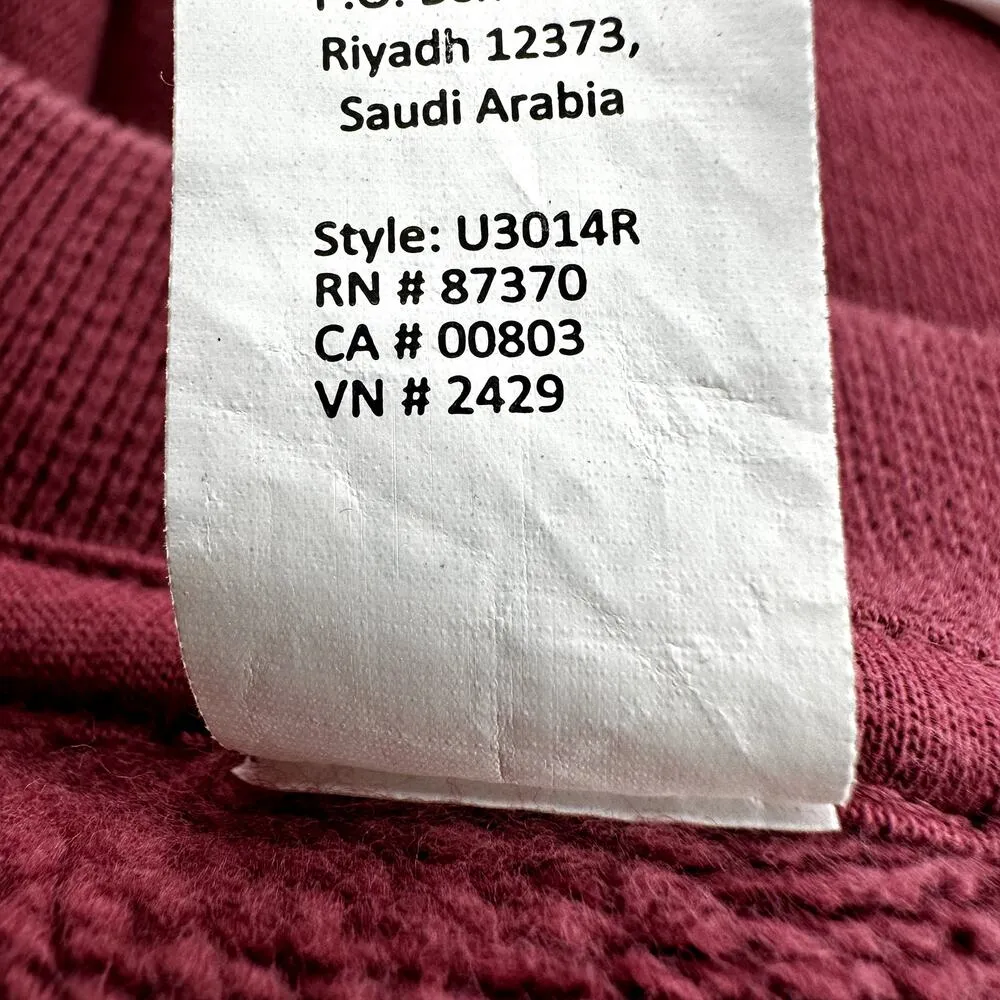 Riyadh 12373,
Saudi Arabia
Style: U3014R
RN # 87370
CA # 00803
VN # 2429